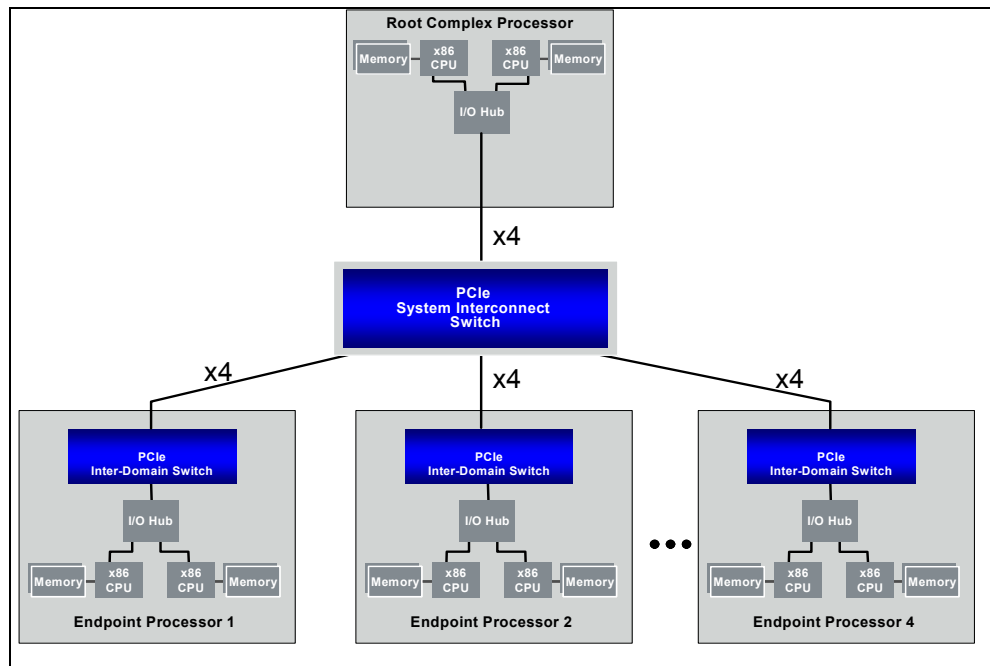 Root Complex Processor
Memory
x86
CPU
x86
CPU
Memory
I/O Hub
x4
PCIe
System Interconnect
Switch
x4
x4
x4
PCIe
Inter-Domain Switch
I/O Hub
Memory
x86
CPU
x86
CPU
Memory
Endpoint Processor 1
PCIe
Inter-Domain Switch
I/O Hub
Memory
x86
CPU
x86
CPU
Memory
Endpoint Processor 2
PCIe
Inter-Domain Switch
I/O Hub
Memory
x86
CPU
x86
CPU
Memory
Endpoint Processor 4